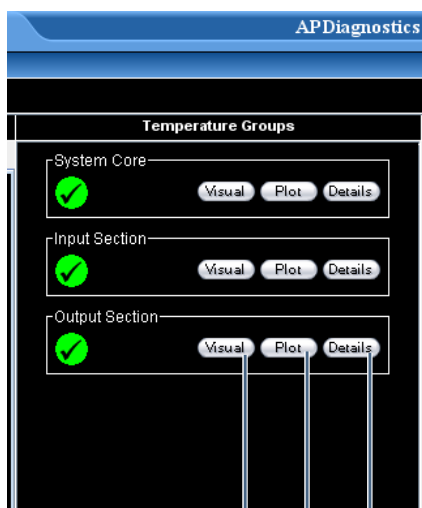 APDiagnostics
Temperature Groups
System Core
Visual Plot Details
Input Section
Visual Plot Details
Output Section
Visual Plot Details